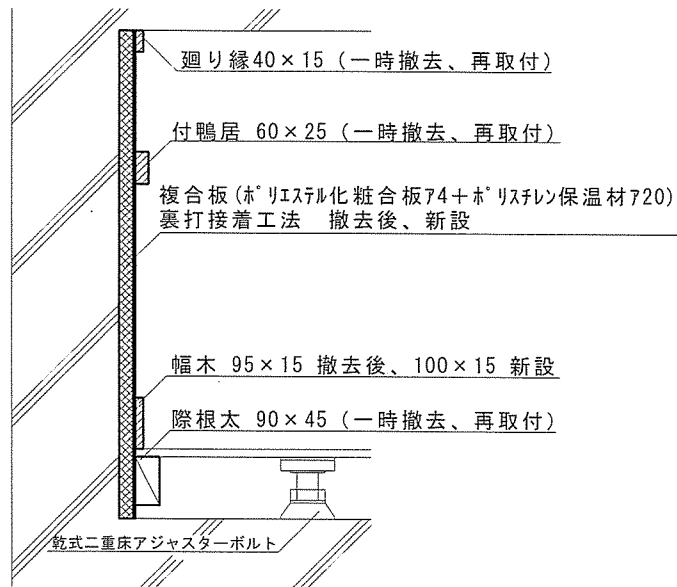 廻り縁40×15（一時撤去、再取付）
付鴨居 60×25（一時撤去、再取付）
複合板(ﾎﾟﾘｴｽﾃﾙ化粧合板ｱ4＋ﾎﾟﾘｽﾁﾚﾝ保温材ｱ20)
裏打接着工法　撤去後、新設
幅木 95×15 撤去後、100×15 新設
際根太 90×45（一時撤去、再取付）
乾式二重床アジャスターボルト